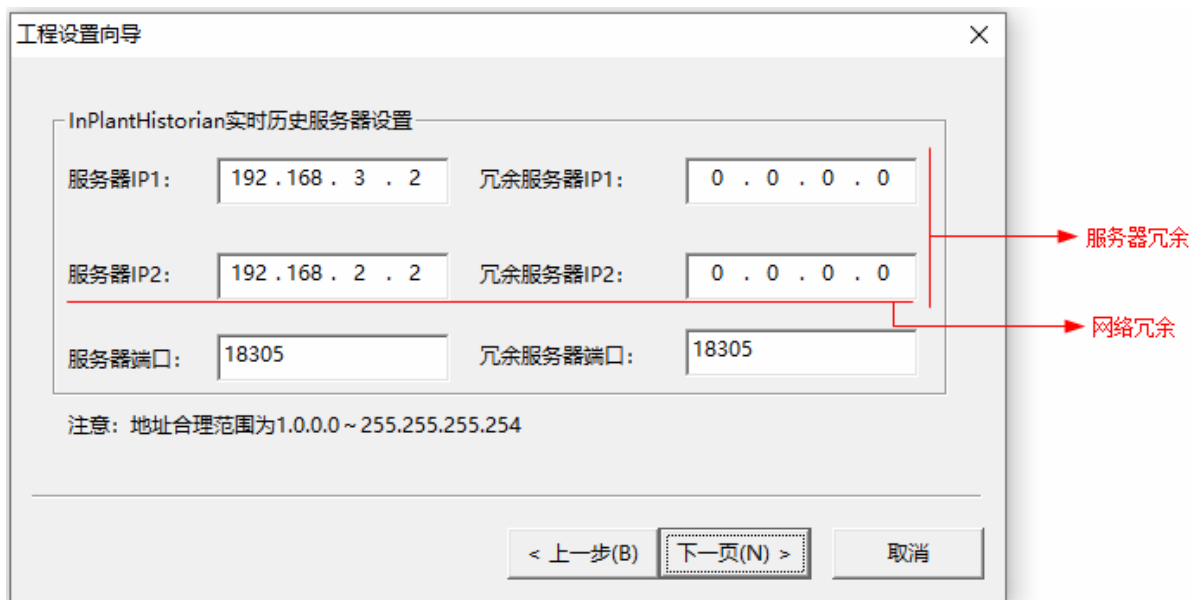 工程设置向导
InPlantHistorian实时历史服务器设置
服务器IP1: 192 . 168 . 3 . 2 冗余服务器IP1: 0 . 0 . 0 . 0
服务器冗余
服务器IP2: 192 . 168 . 2 . 2 冗余服务器IP2: 0 . 0 . 0 . 0
网络冗余
服务器端口: 18305 冗余服务器端口: 18305
注意：地址合理范围为1.0.0.0~255.255.255.254
< 上一步(B) 下一页(N) > 取消